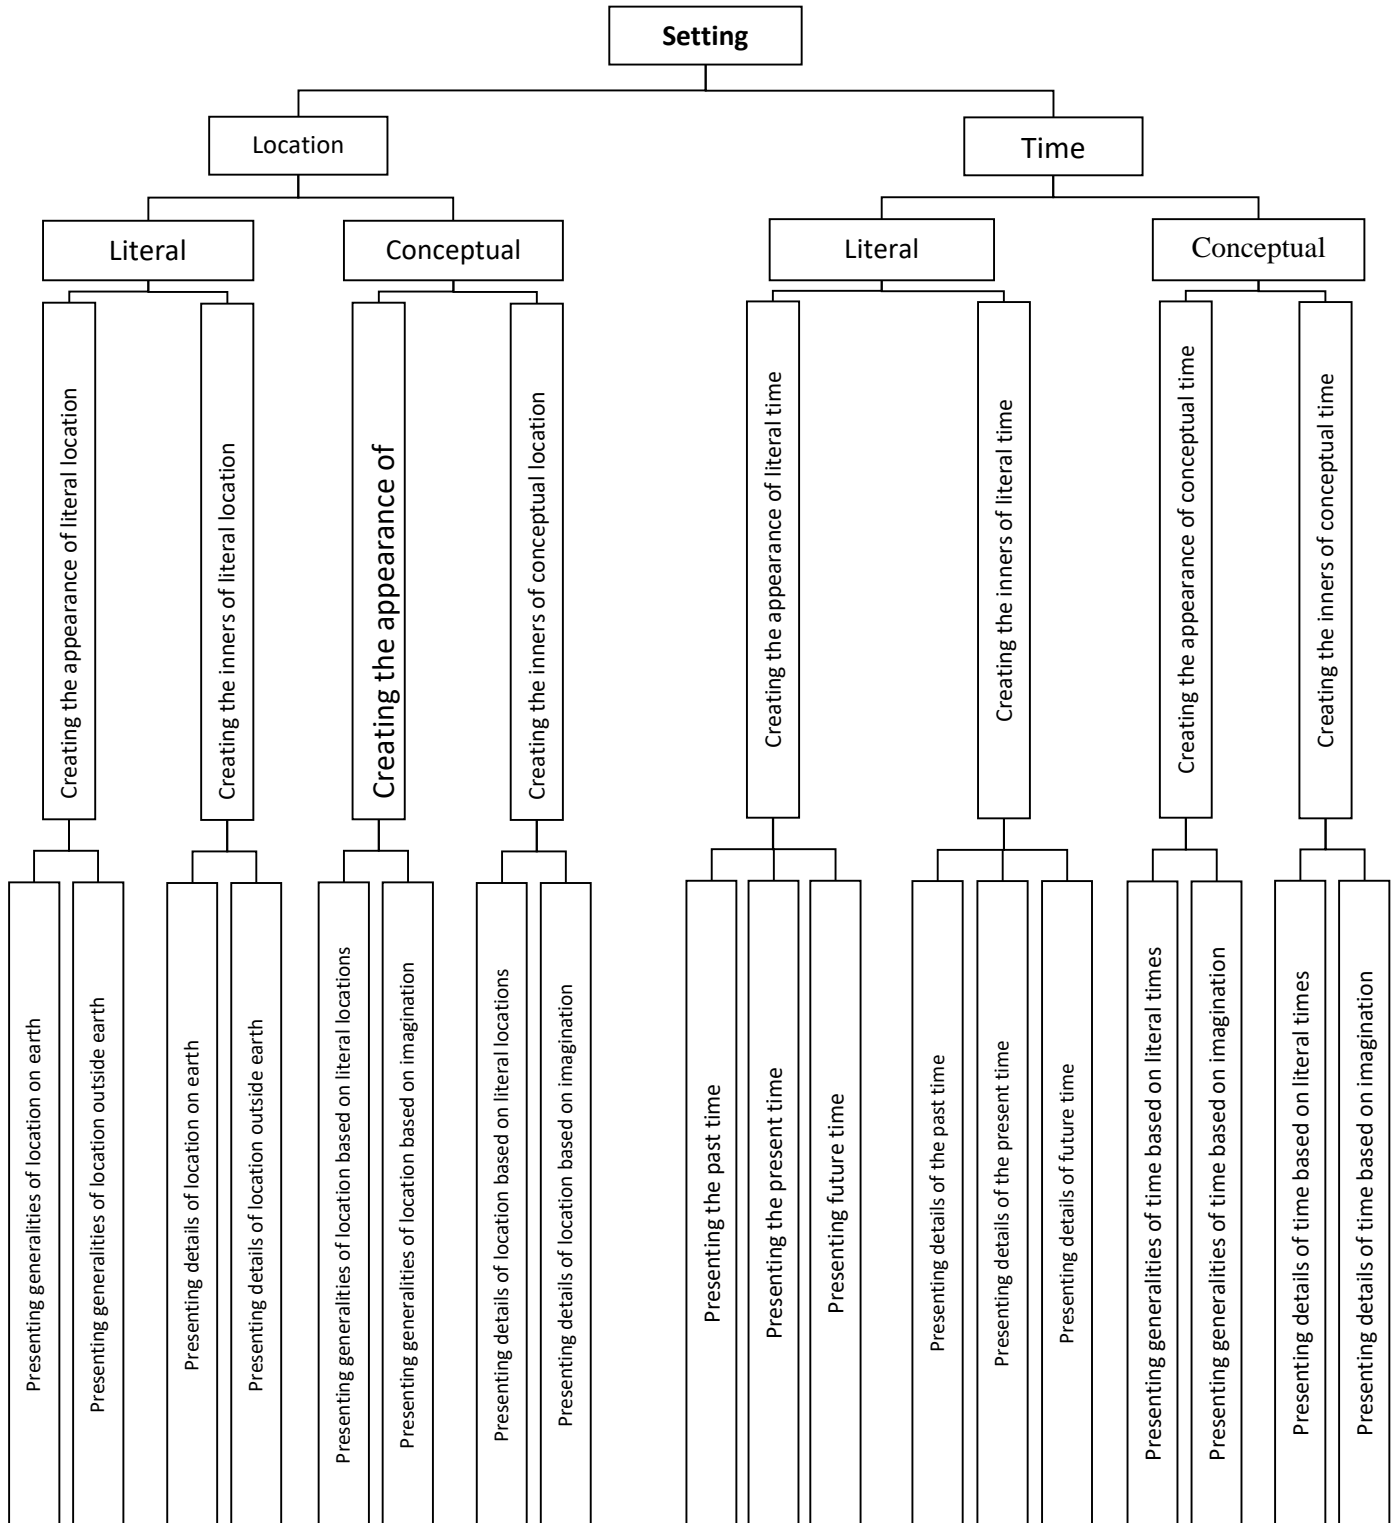 Setting
Location
Time
Literal
Conceptual
Literal
Conceptual
Creating the appearance of literal location
Creating the inners of literal location
Creating the appearance of
Creating the inners of conceptual location
Creating the appearance of literal time
Creating the inners of literal time
Creating the appearance of conceptual time
Creating the inners of conceptual time
Presenting generalities of location on earth
Presenting generalities of location outside earth
Presenting details of location on earth
Presenting details of location outside earth
Presenting generalities of location based on literal locations
Presenting generalities of location based on imagination
Presenting details of location based on literal locations
Presenting details of location based on imagination
Presenting the past time
Presenting the present time
Presenting future time
Presenting details of the past time
Presenting details of the present time
Presenting details of future time
Presenting generalities of time based on literal times
Presenting generalities of time based on imagination
Presenting details of time based on literal times
Presenting details of time based on imagination